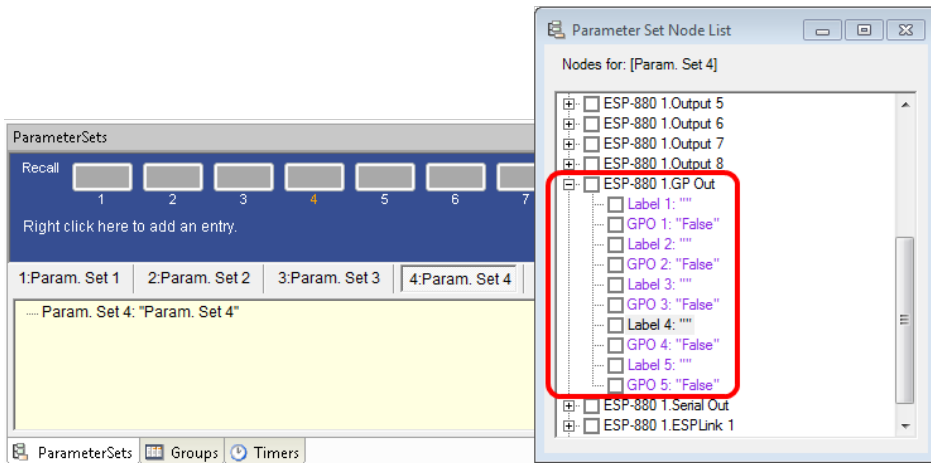 ParameterSets
Recall
1 2 3 4 5 6 7
Right click here to add an entry.
1:Param. Set 1 2:Param. Set 2 3:Param. Set 3 4:Param. Set 4
Param. Set 4: "Param. Set 4"
ParameterSets Groups Timers
Parameter Set Node List
Nodes for: [Param. Set 4]
ESP-880 1.Output 5
ESP-880 1.Output 6
ESP-880 1.Output 7
ESP-880 1.Output 8
ESP-880 1.GP Out
Label 1: ""
GPO 1: "False"
Label 2: ""
GPO 2: "False"
Label 3: ""
GPO 3: "False"
Label 4: ""
GPO 4: "False"
Label 5: ""
GPO 5: "False"
ESP-880 1.Serial Out
ESP-880 1.ESPLink 1